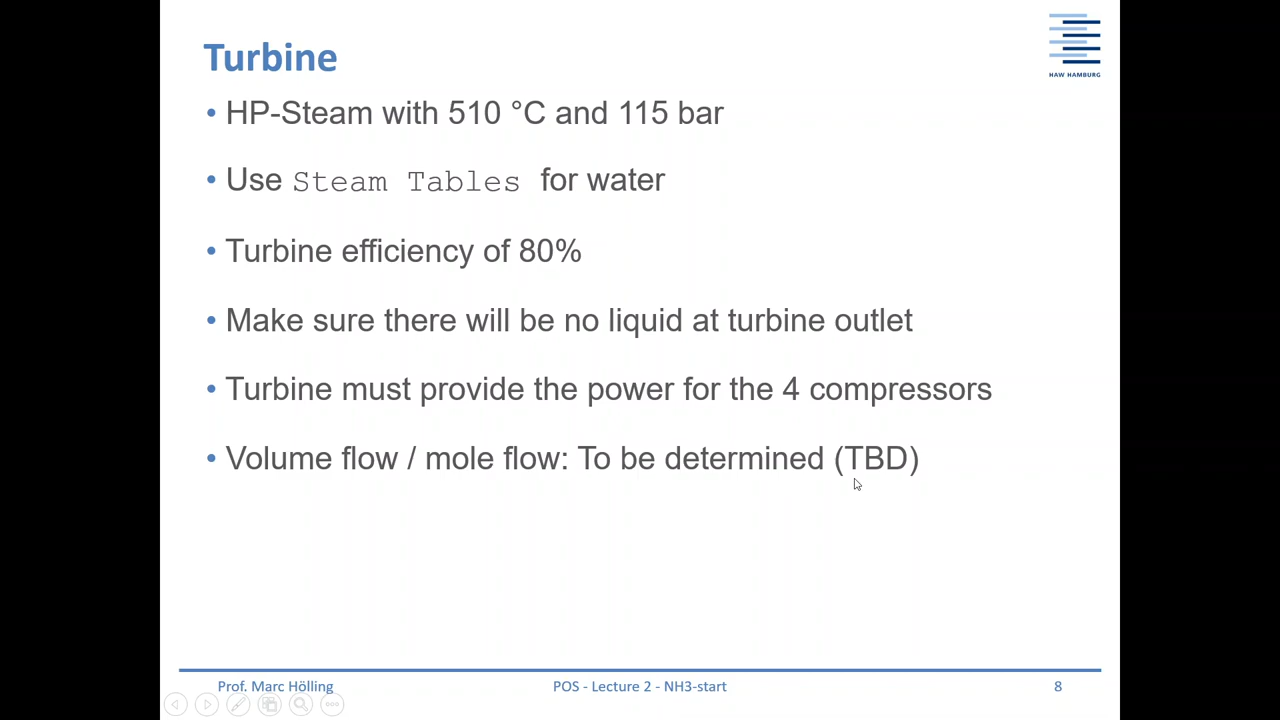 Turbine
HAW HAMBURG
• HP-Steam with 510 °C and 115 bar
• Use Steam Tables for water
• Turbine efficiency of 80%
• Make sure there will be no liquid at turbine outlet
• Turbine must provide the power for the 4 compressors
• Volume flow / mole flow: To be determined (TBD)
Prof. Marc Hölling
POS - Lecture 2 - NH3-start
8